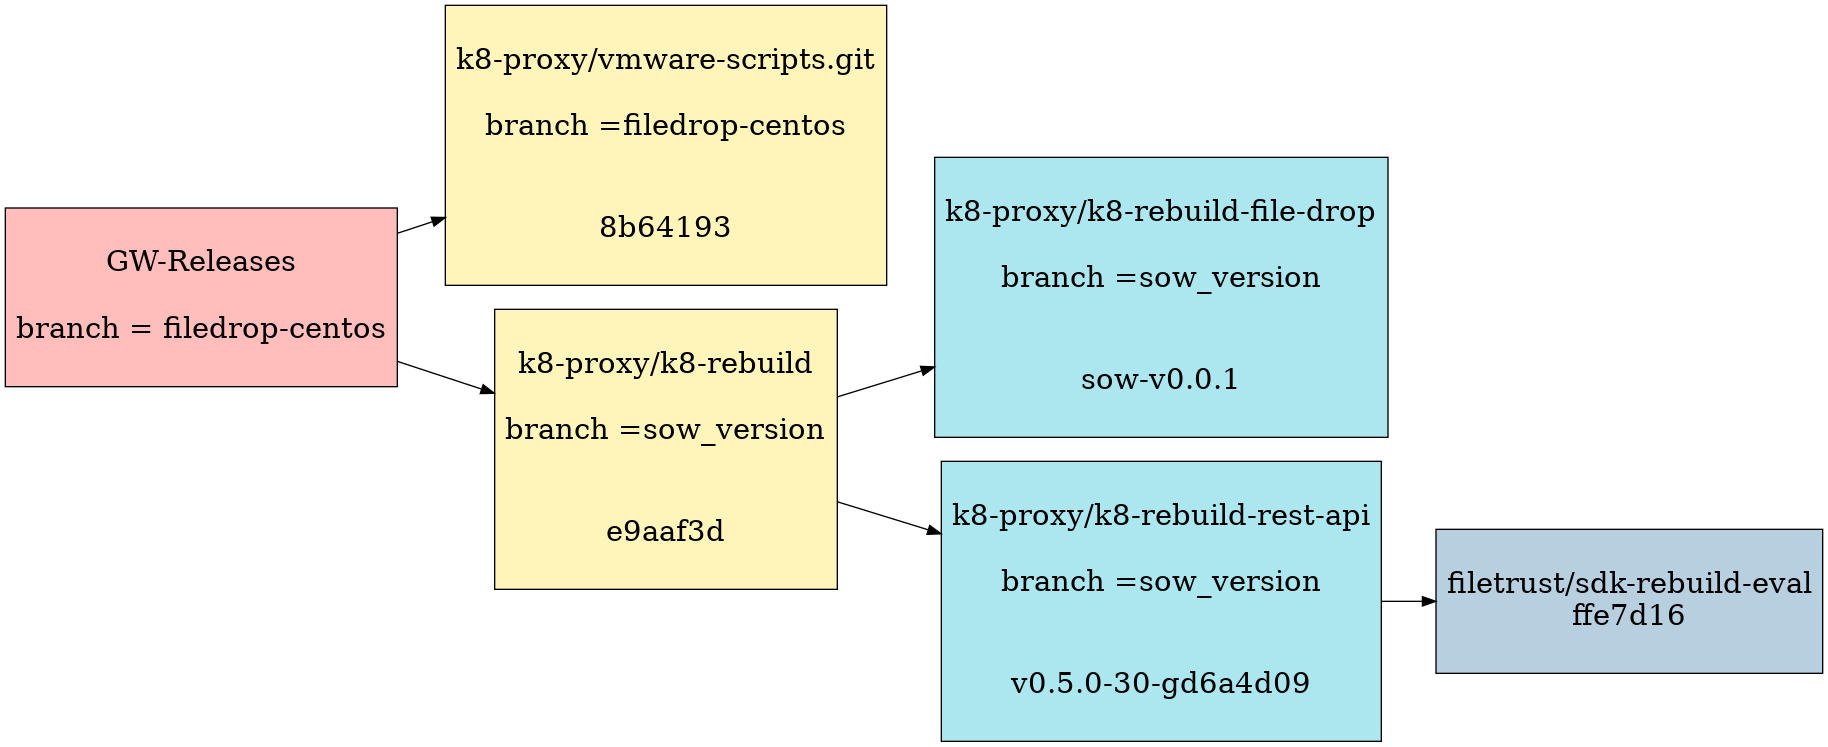 GW-Releases
branch = filedrop-centos
k8-proxy/vmware-scripts.git
branch =filedrop-centos
8b64193
k8-proxy/k8-rebuild
branch =sow_version
e9aaf3d
k8-proxy/k8-rebuild-file-drop
branch =sow_version
sow-v0.0.1
k8-proxy/k8-rebuild-rest-api
branch =sow_version
v0.5.0-30-gd6a4d09
filetrust/sdk-rebuild-eval
ffe7d16